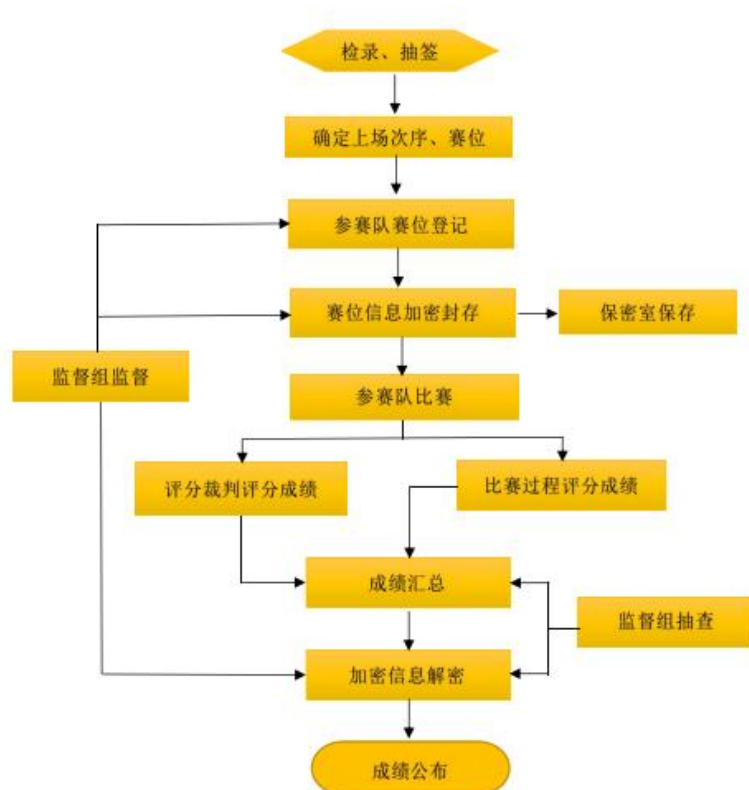 检录、抽签
确定上场次序、赛位
参赛队赛位登记
赛位信息加密封存
保密室保存
监督组监督
参赛队比赛
评分裁判评分成绩
比赛过程评分成绩
成绩汇总
监督组抽查
加密信息解密
成绩公布